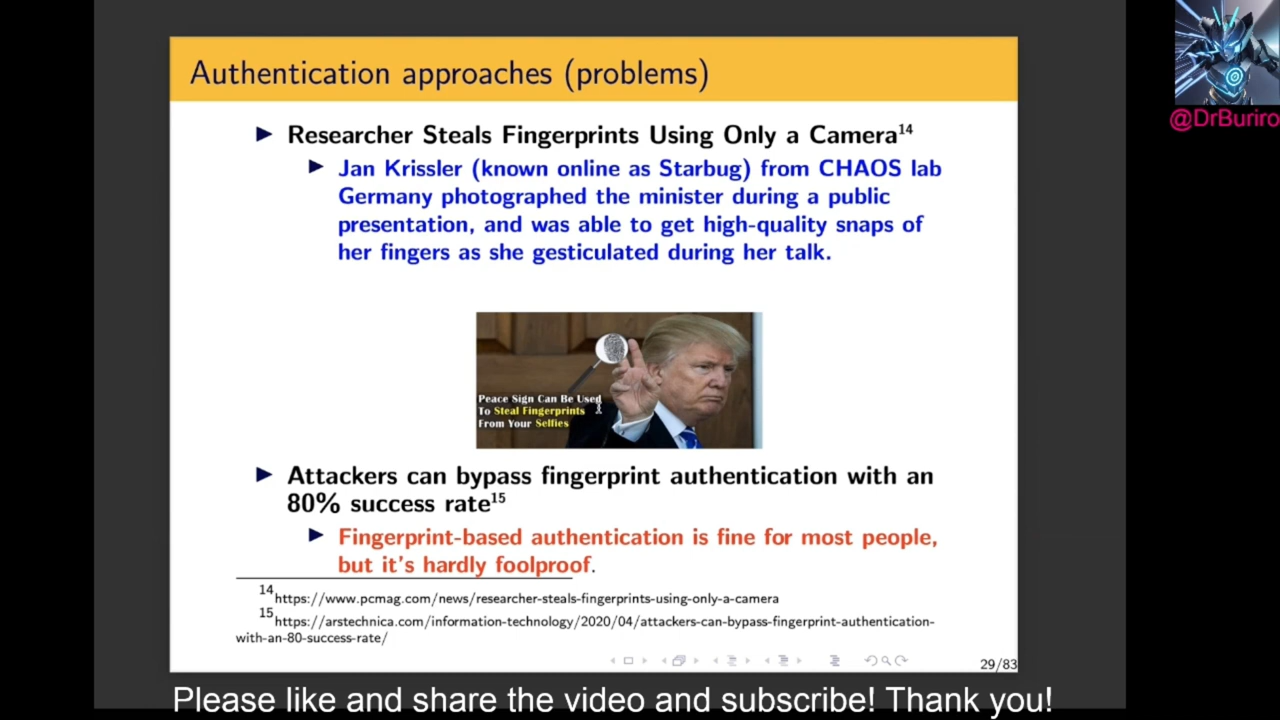 Authentication approaches (problems)
@DrBuriro
▶ Researcher Steals Fingerprints Using Only a Camera14
▶ Jan Krissler (known online as Starbug) from CHAOS lab
Germany photographed the minister during a public
presentation, and was able to get high-quality snaps of
her fingers as she gesticulated during her talk.
Peace Sign Can Be Used
To Steal Fingerprints
From Your Selfies
▶ Attackers can bypass fingerprint authentication with an
80% success rate15
▶ Fingerprint-based authentication is fine for most people,
but it's hardly foolproof.
14 https://www.pcmag.com/news/researcher-steals-fingerprints-using-only-a-camera
15 https://arstechnica.com/information-technology/2020/04/attackers-can-bypass-fingerprint-authentication-
with-an-80-success-rate/
29/83
Please like and share the video and subscribe! Thank you!